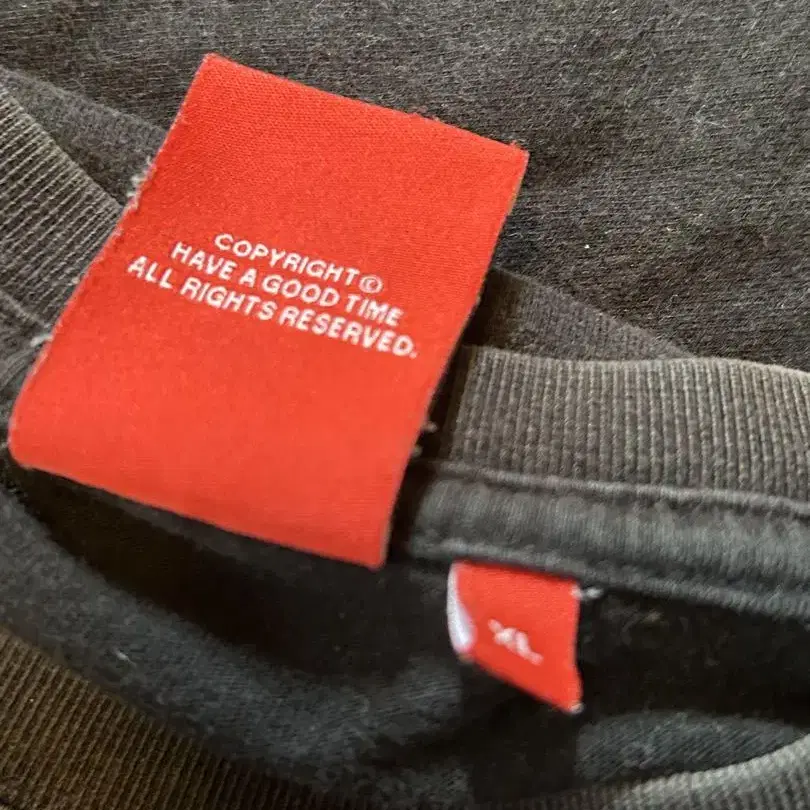 COPYRIGHT©
HAVE A GOOD TIME
ALL RIGHTS RESERVED.
XL